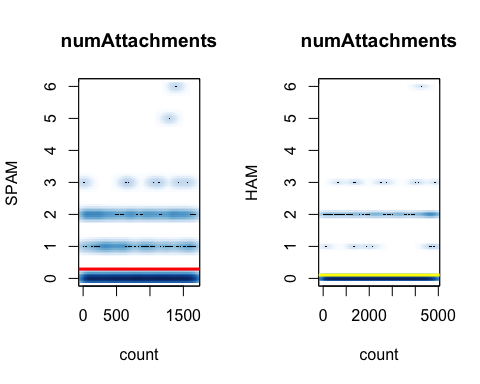 numAttachments
SPAM
0 1 2 3 4 5 6
0 500 1500
count
numAttachments
HAM
0 1 2 3 4 5 6
0 2000 5000
count